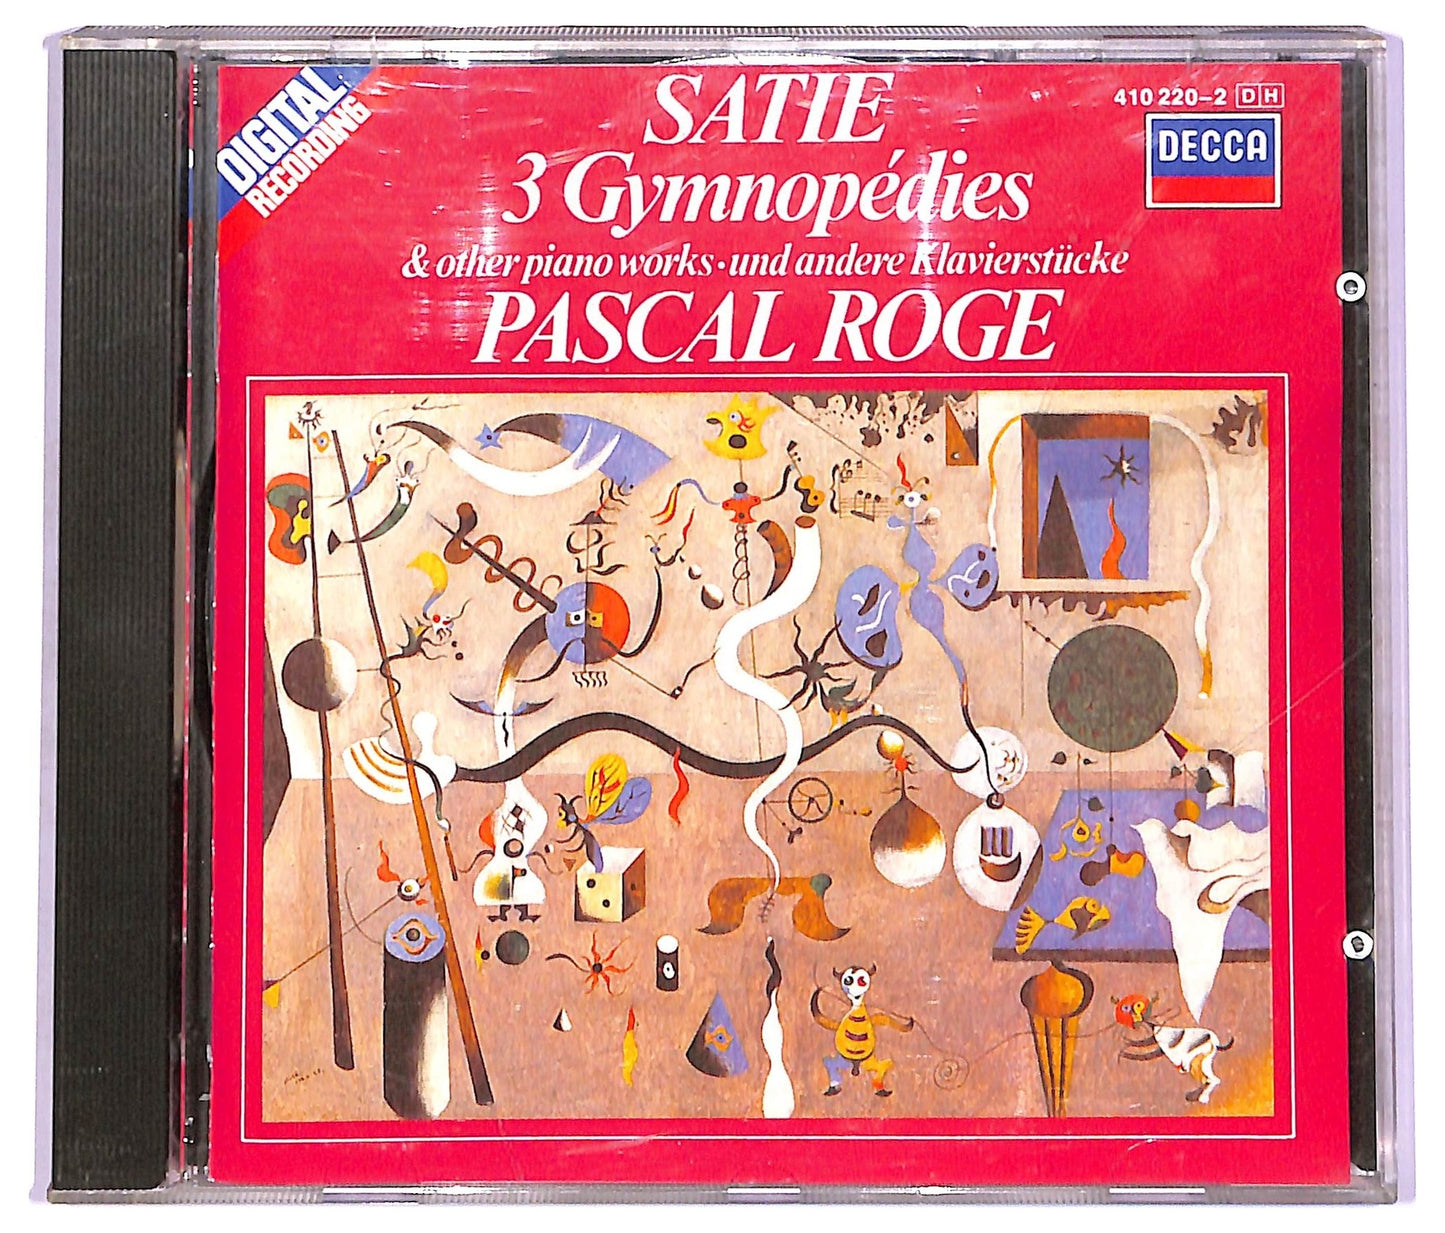 DIGITAL
RECORDING
SATIE
3 Gymnopédies
& other piano works · und andere Klavierstücke
PASCAL ROGE
410 220-2 DH
DECCA